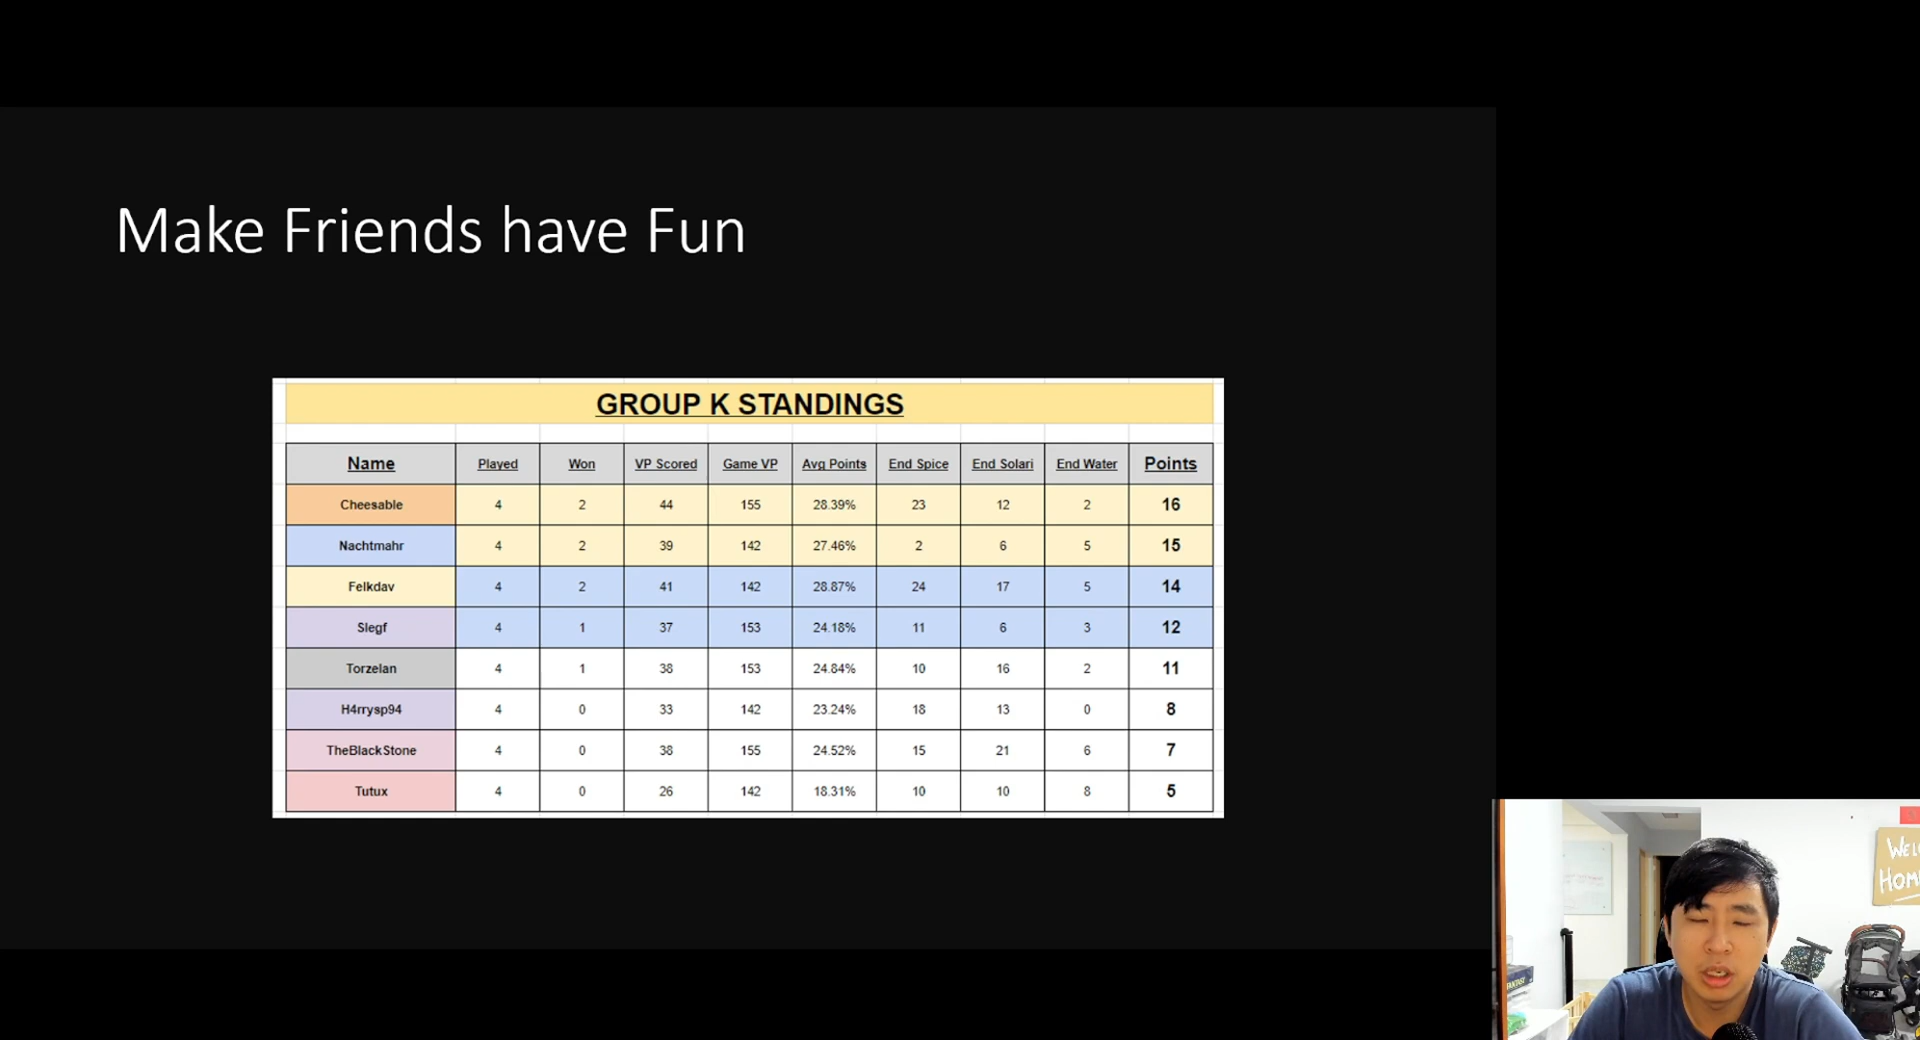 Make Friends have Fun
GROUP K STANDINGS
Name Played Won VP Scored Game VP Avg Points End Spice End Solari End Water Points
Cheesable 4 2 44 155 28.39% 23 12 2 16
Nachtmahr 4 2 39 142 27.46% 2 6 5 15
Felkdav 4 2 41 142 28.87% 24 17 5 14
Slegf 4 1 37 153 24.18% 11 6 3 12
Torzelan 4 1 38 153 24.84% 10 16 2 11
H4rrysp94 4 0 33 142 23.24% 18 13 0 8
TheBlackStone 4 0 38 155 24.52% 15 21 6 7
Tutux 4 0 26 142 18.31% 10 10 8 5
WEL
HOM